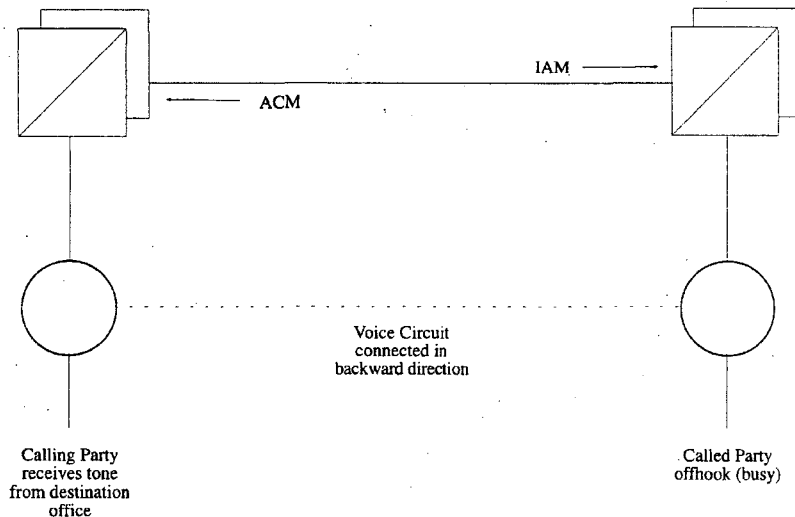 IAM
ACM
Voice Circuit
connected in
backward direction
Calling Party
receives tone
from destination
office
Called Party
offhook (busy)